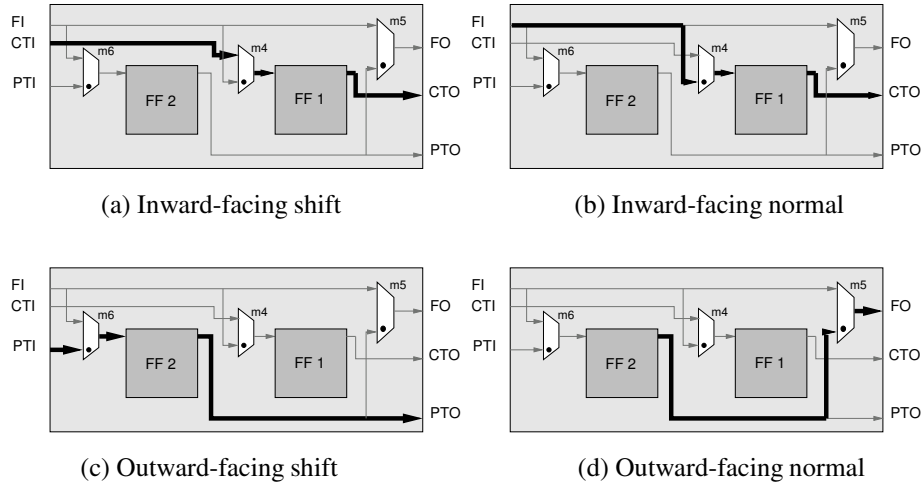 FI
CTI
PTI
m6
m4
m5
FF 2
FF 1
FO
CTO
PTO
(a) Inward-facing shift
FI
CTI
PTI
m6
m4
m5
FF 2
FF 1
FO
CTO
PTO
(b) Inward-facing normal
FI
CTI
PTI
m6
m4
m5
FF 2
FF 1
FO
CTO
PTO
(c) Outward-facing shift
FI
CTI
PTI
m6
m4
m5
FF 2
FF 1
FO
CTO
PTO
(d) Outward-facing normal